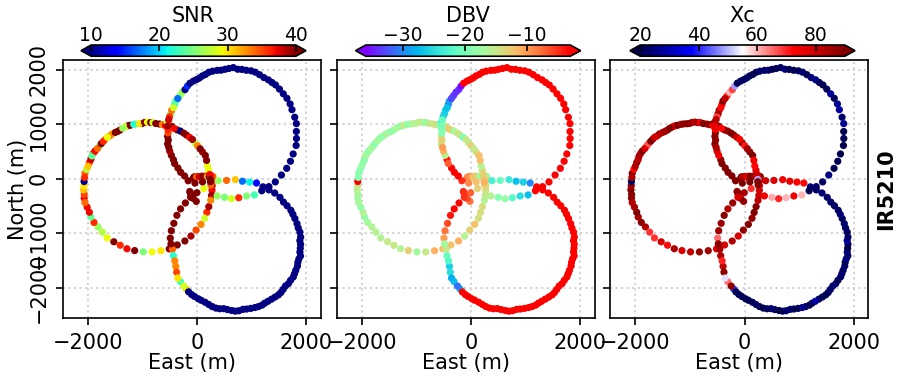 SNR DBV Xc
10 20 30 40 −30 −20 −10 20 40 60 80
2000
1000
0
−1000
−2000
North (m)
IR5210
−2000 0 2000 −2000 0 2000 −2000 0 2000
East (m) East (m) East (m)